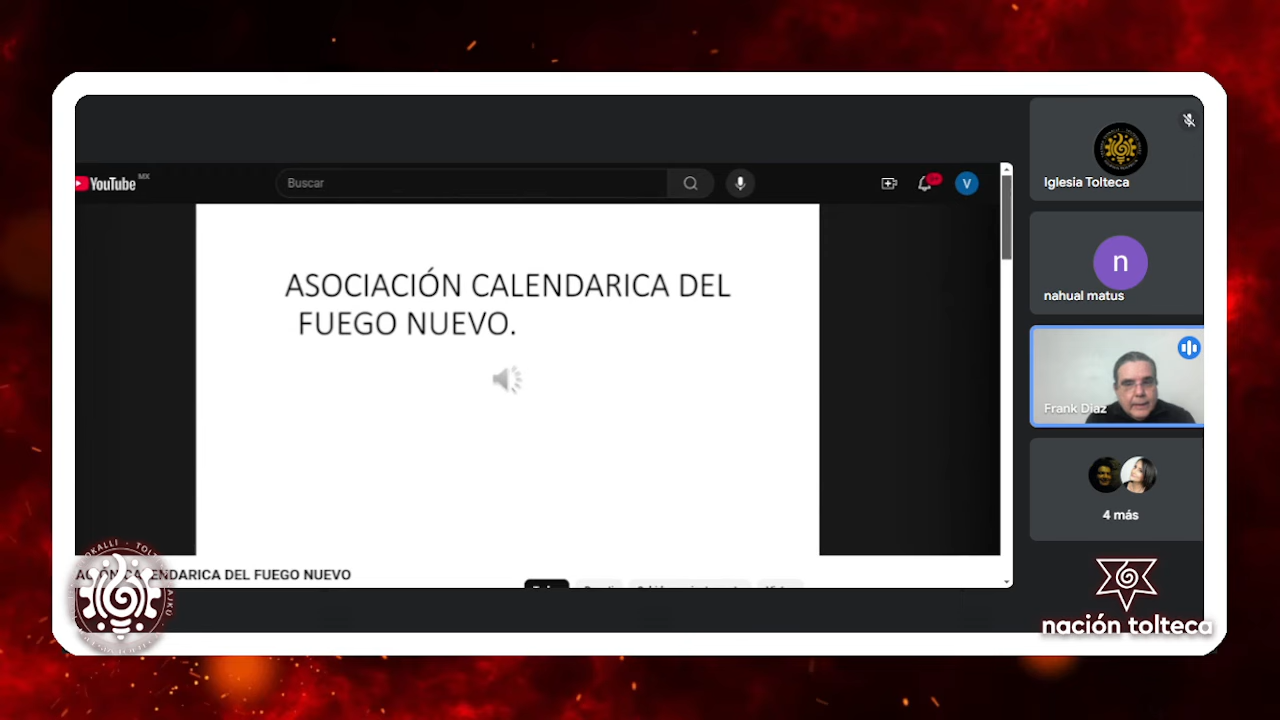 YouTube MX
Buscar
V
ASOCIACIÓN CALENDARICA DEL
FUEGO NUEVO.
CALENDARICA DEL FUEGO NUEVO
Iglesia Tolteca
n
nahual matus
Frank Diaz
4 más
nación tolteca